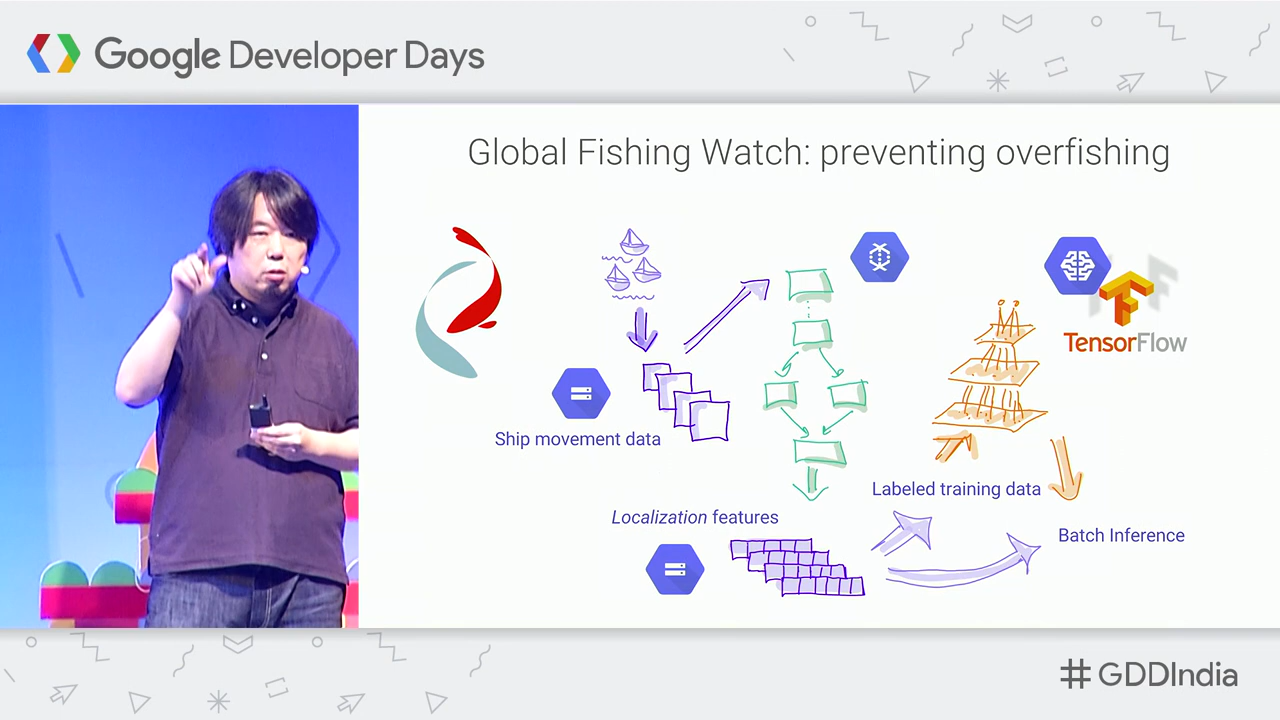 Google Developer Days
Global Fishing Watch: preventing overfishing
TensorFlow
Ship movement data
Labeled training data
Localization features
Batch Inference
#GDDIndia